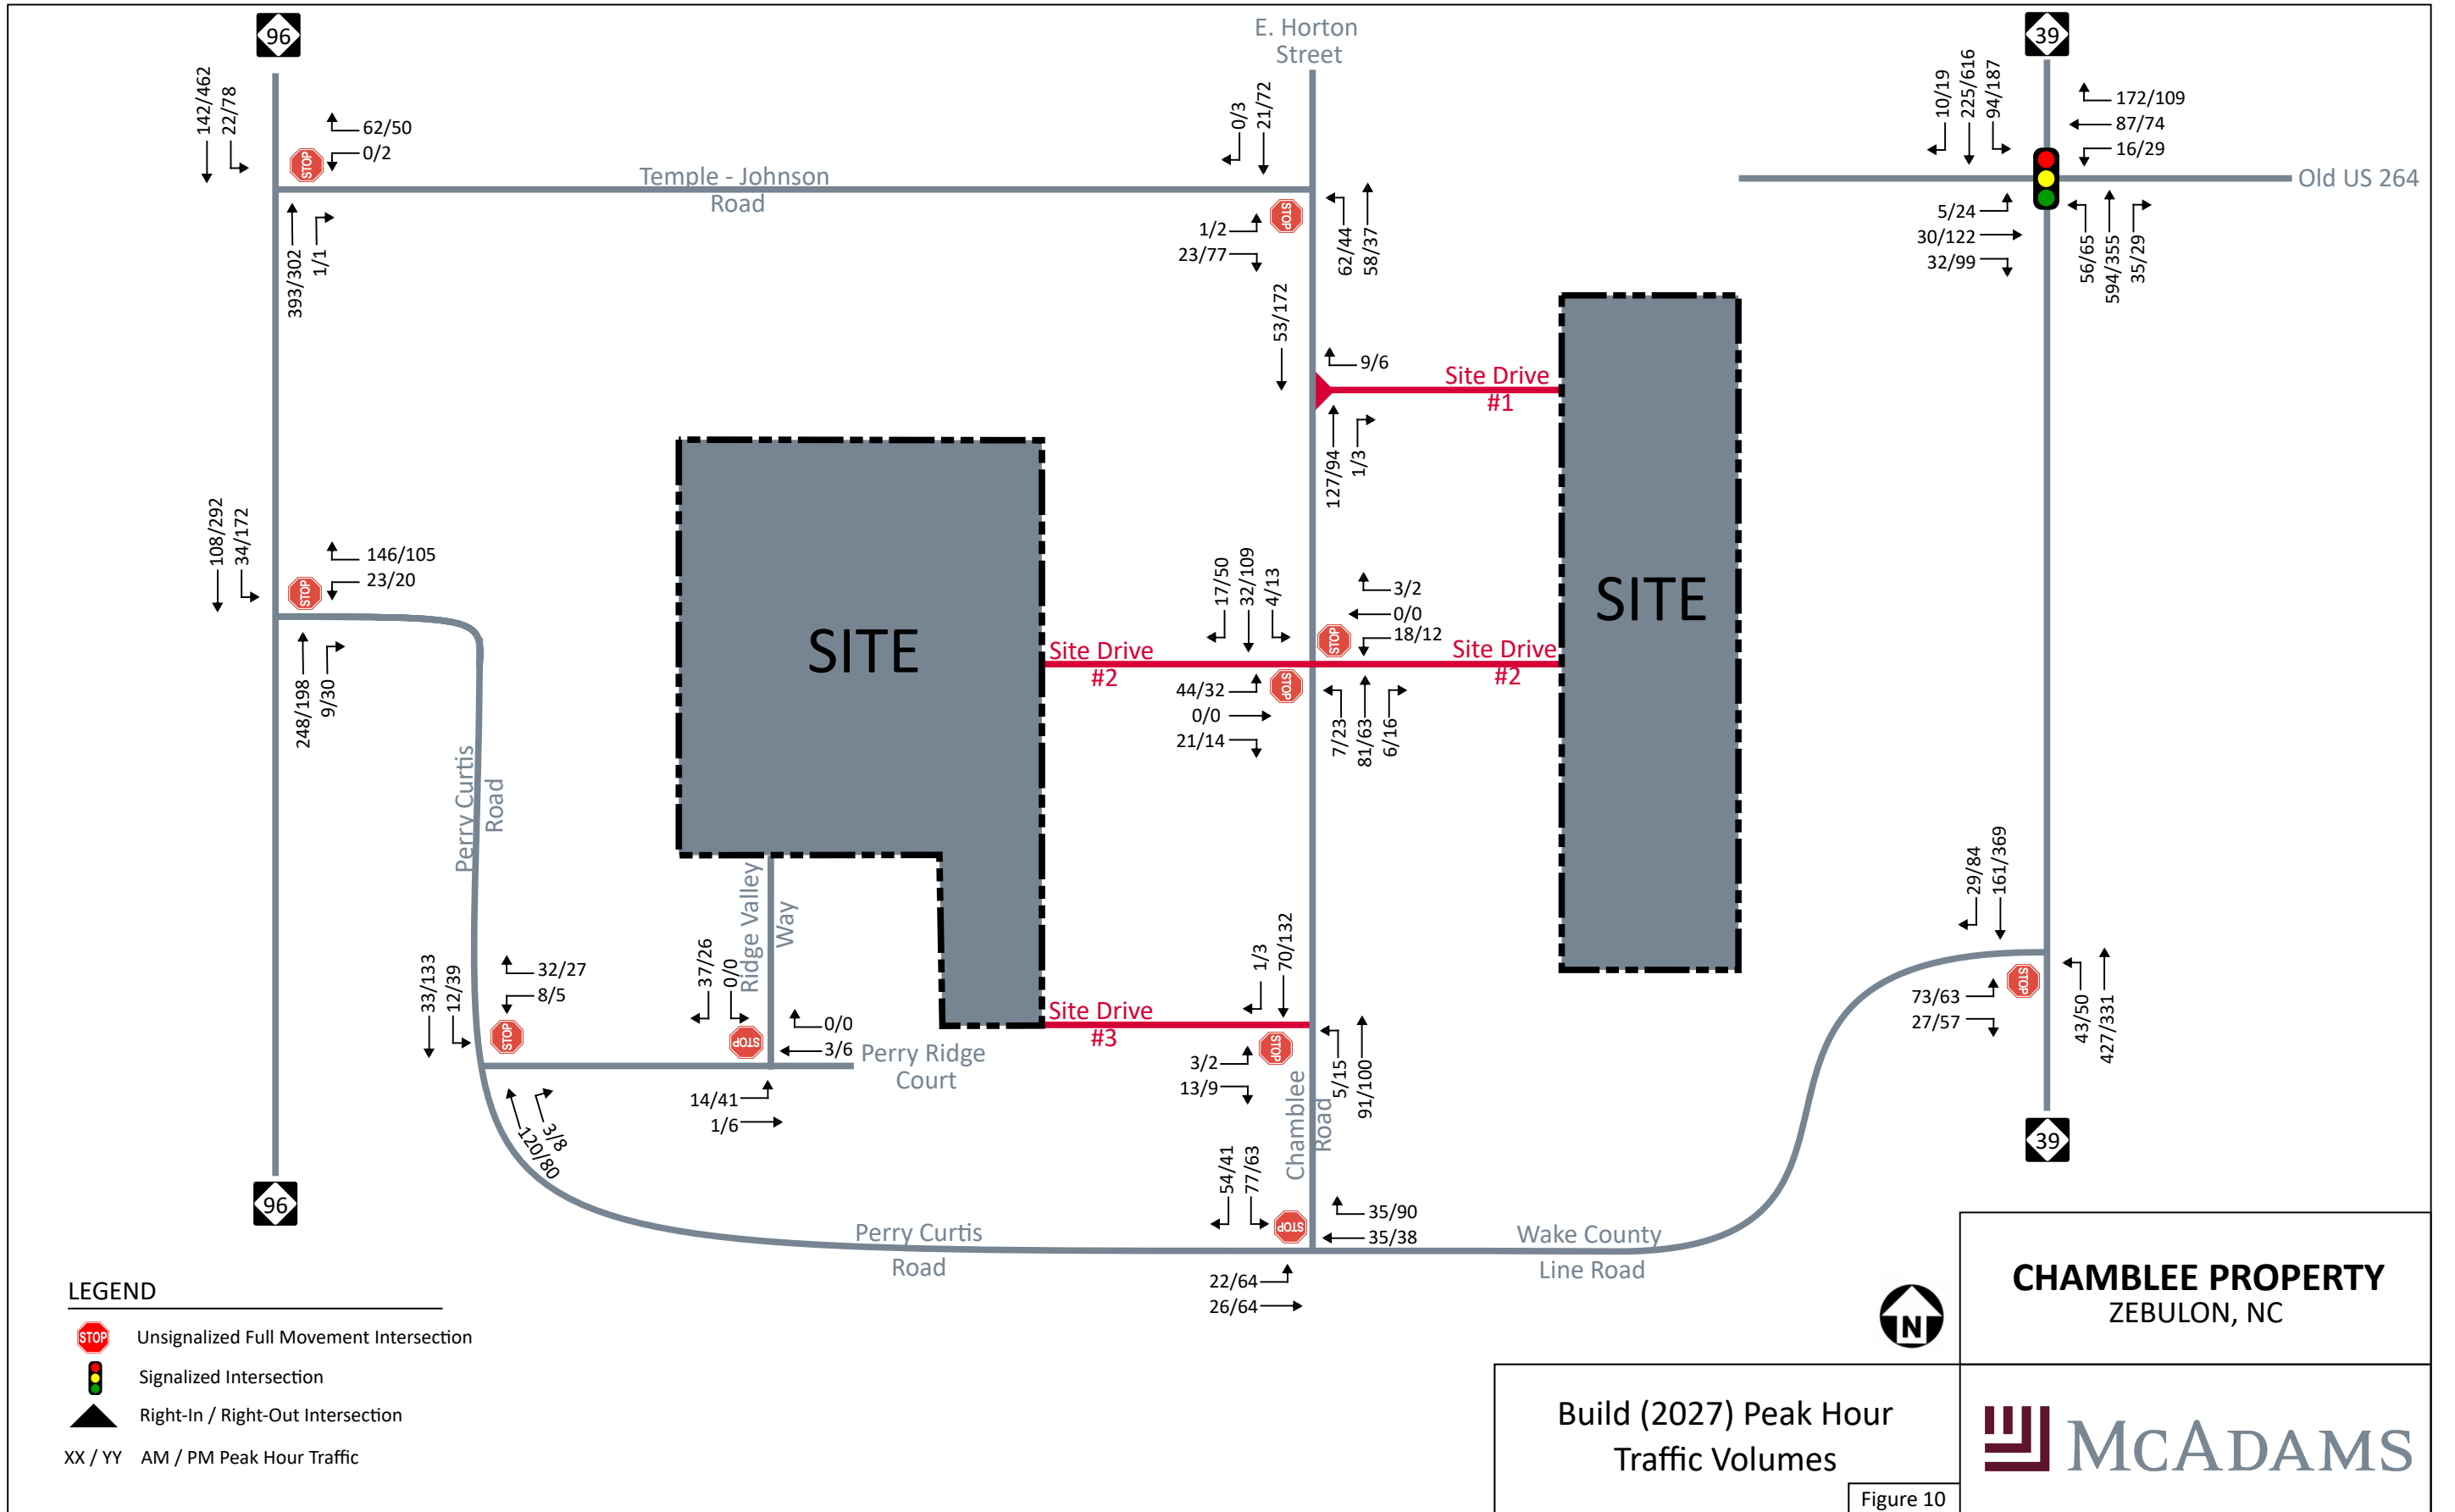 96
E. Horton
Street
39
142/462
22/78
62/50
0/2
STOP
393/302
1/1
Temple - Johnson
Road
0/3
21/72
1/2
23/77
STOP
62/44
58/37
10/19
225/616
94/187
172/109
87/74
16/29
Old US 264
5/24
30/122
32/99
56/65
594/355
35/29
53/172
9/6
Site Drive
#1
127/94
1/3
108/292
34/172
146/105
23/20
STOP
248/198
9/30
SITE
17/50
32/109
4/13
3/2
0/0
18/12
STOP
SITE
Site Drive
#2
Site Drive
#2
44/32
0/0
21/14
STOP
7/23
81/63
6/16
Perry Curtis
Road
Ridge Valley
Way
33/133
12/39
32/27
8/5
STOP
37/26
0/0
STOP
0/0
3/6
Perry Ridge
Court
14/41
1/6
120/80
3/8
1/3
70/132
Site Drive
#3
3/2
13/9
STOP
5/15
91/100
Chamblee
Road
29/84
161/369
73/63
27/57
STOP
43/50
427/331
39
96
54/41
77/63
STOP
35/90
35/38
Perry Curtis
Road
22/64
26/64
Wake County
Line Road
LEGEND
STOP Unsignalized Full Movement Intersection
Signalized Intersection
Right-In / Right-Out Intersection
XX / YY AM / PM Peak Hour Traffic
N
CHAMBLEE PROPERTY
ZEBULON, NC
Build (2027) Peak Hour
Traffic Volumes
Figure 10
MCADAMS